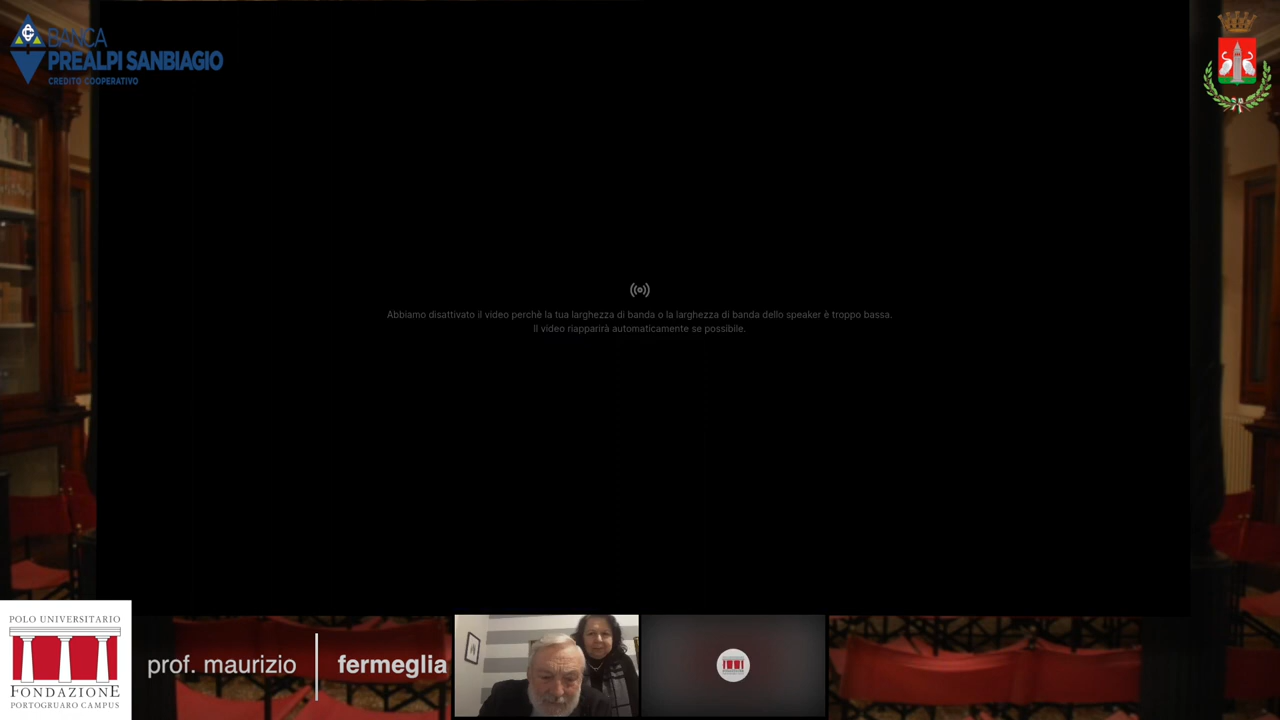 BANCA
PREALPI SANBIAGIO
CREDITO COOPERATIVO
Abbiamo disattivato il video perchè la tua larghezza di banda o la larghezza di banda dello speaker è troppo bassa.
Il video riapparirà automaticamente se possibile.
POLO UNIVERSITARIO
FONDAZIONE
PORTOGRUARO CAMPUS
prof. maurizio fermeglia